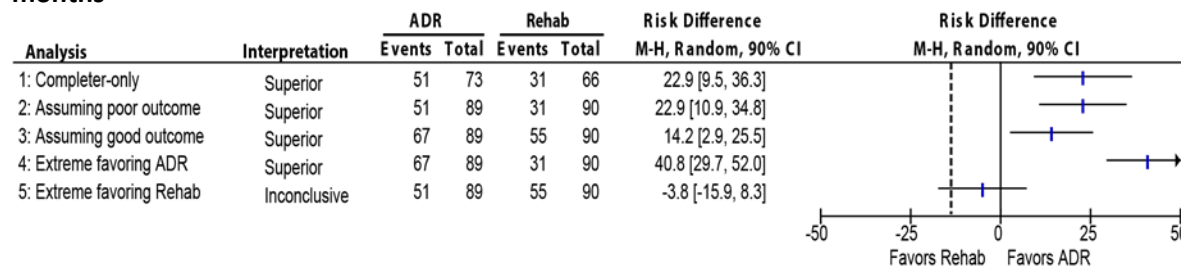 months
ADR Rehab Risk Difference Risk Difference
Analysis Interpretation Events Total Events Total M-H, Random, 90% CI M-H, Random, 90% CI
1: Completer-only Superior 51 73 31 66 22.9 [9.5, 36.3]
2: Assuming poor outcome Superior 51 89 31 90 22.9 [10.9, 34.8]
3: Assuming good outcome Superior 67 89 55 90 14.2 [2.9, 25.5]
4: Extreme favoring ADR Superior 67 89 31 90 40.8 [29.7, 52.0]
5: Extreme favoring Rehab Inconclusive 51 89 55 90 -3.8 [-15.9, 8.3]
-50 -25 0 25 50
Favors Rehab Favors ADR